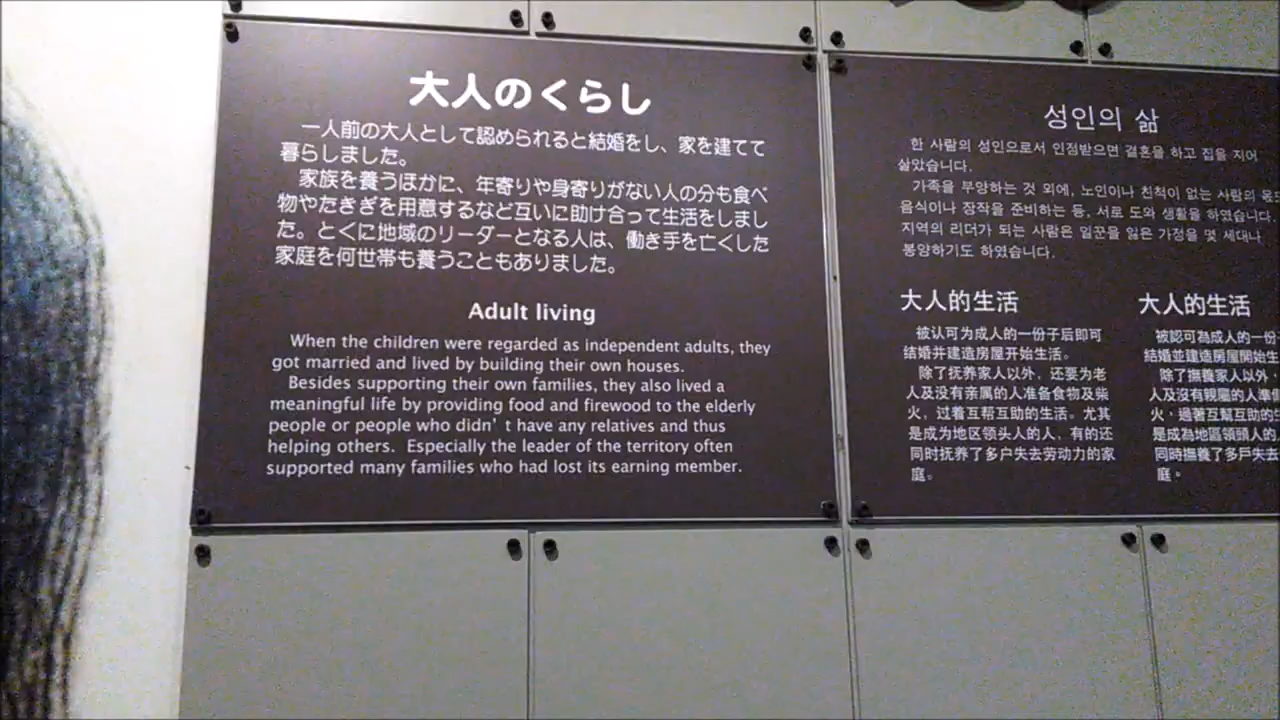 大人のくらし
一人前の大人として認められると結婚をし、家を建てて
暮らしました。
家族を養うほかに、年寄りや身寄りがない人の分も食べ
物やたきぎを用意するなど互いに助け合って生活をしまし
た。とくに地域のリーダーとなる人は、働き手を亡くした
家庭を何世帯も養うこともありました。
Adult living
When the children were regarded as independent adults, they
got married and lived by building their own houses.
Besides supporting their own families, they also lived a
meaningful life by providing food and firewood to the elderly
people or people who didn' t have any relatives and thus
helping others. Especially the leader of the territory often
supported many families who had lost its earning member.
성인의 삶
한 사람의 성인으로서 인정받으면 결혼을 하고 집을 지어
살았습니다.
가족을 부양하는 것 외에, 노인이나 친척이 없는 사람의
음식이나 장작을 준비하는 등, 서로 도와 생활을 하였습니다.
지역의 리더가 되는 사람은 일꾼을 잃은 가정을 몇 세대나
봉양하기도 하였습니다.
大人的生活
被认可为成人的一份子后即可
结婚并建造房屋开始生活。
除了抚养家人以外，还要为老
人及没有亲属的人准备食物及柴
火，过着互帮互助的生活。尤其
是成为地区领头人的人，有的还
同时抚养了多户失去劳动力的家
庭。
大人的生活
被認可為成人的一份
結婚並建造房屋開始生
除了撫養家人以外，
人及沒有親屬的人準
火，過著互幫互助的
是成為地區領頭人的
同時撫養了多戶失去
庭。